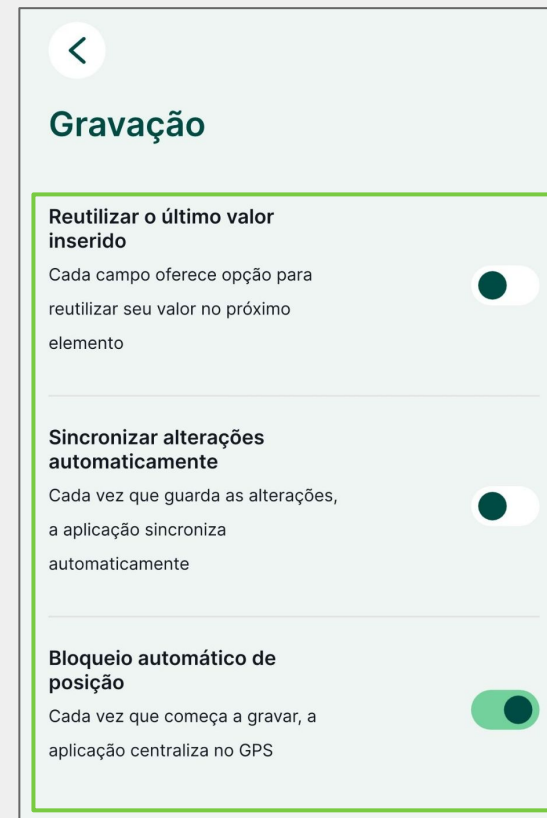 Gravação
Reutilizar o último valor
inserido
Cada campo oferece opção para
reutilizar seu valor no próximo
elemento
Sincronizar alterações
automaticamente
Cada vez que guarda as alterações,
a aplicação sincroniza
automaticamente
Bloqueio automático de
posição
Cada vez que começa a gravar, a
aplicação centraliza no GPS